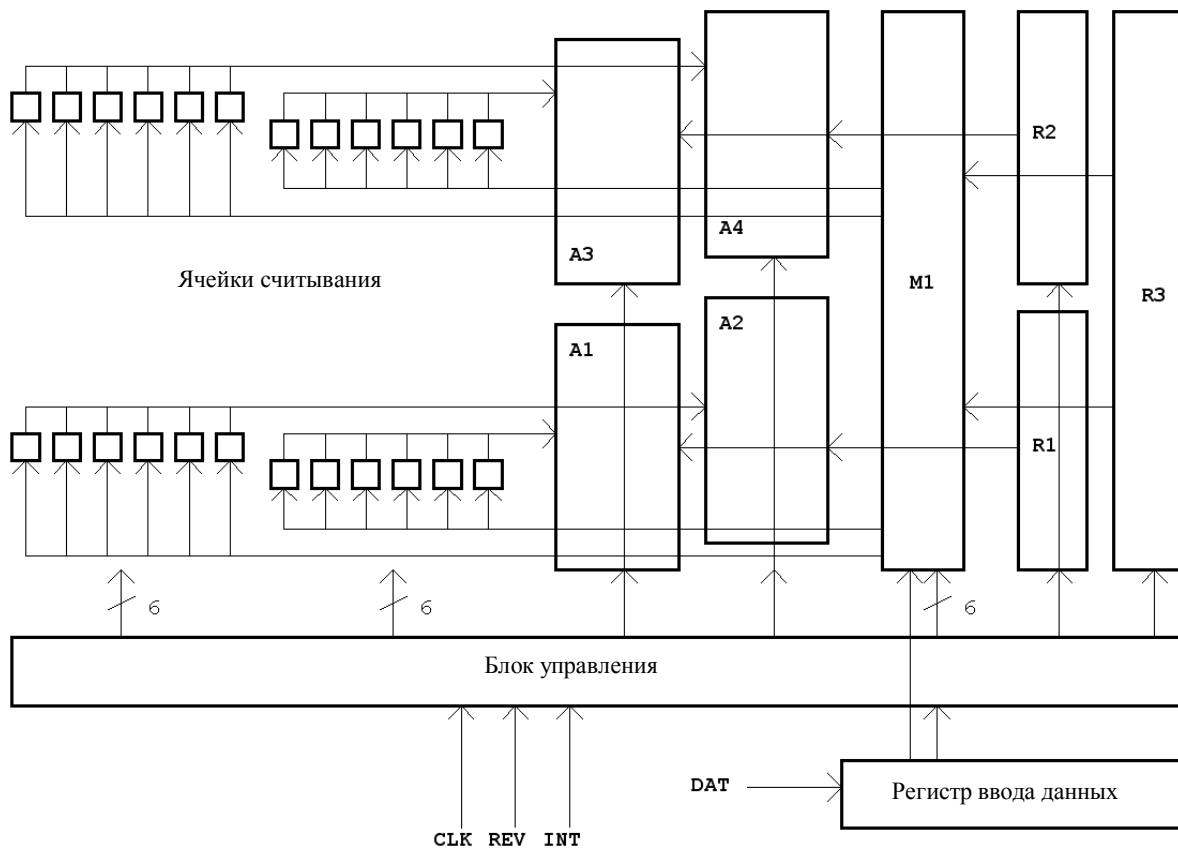 R2
A4
A3
Ячейки считывания
M1
R3
A2
A1
R1
6
6
6
Блок управления
DAT
Регистр ввода данных
CLK REV INT